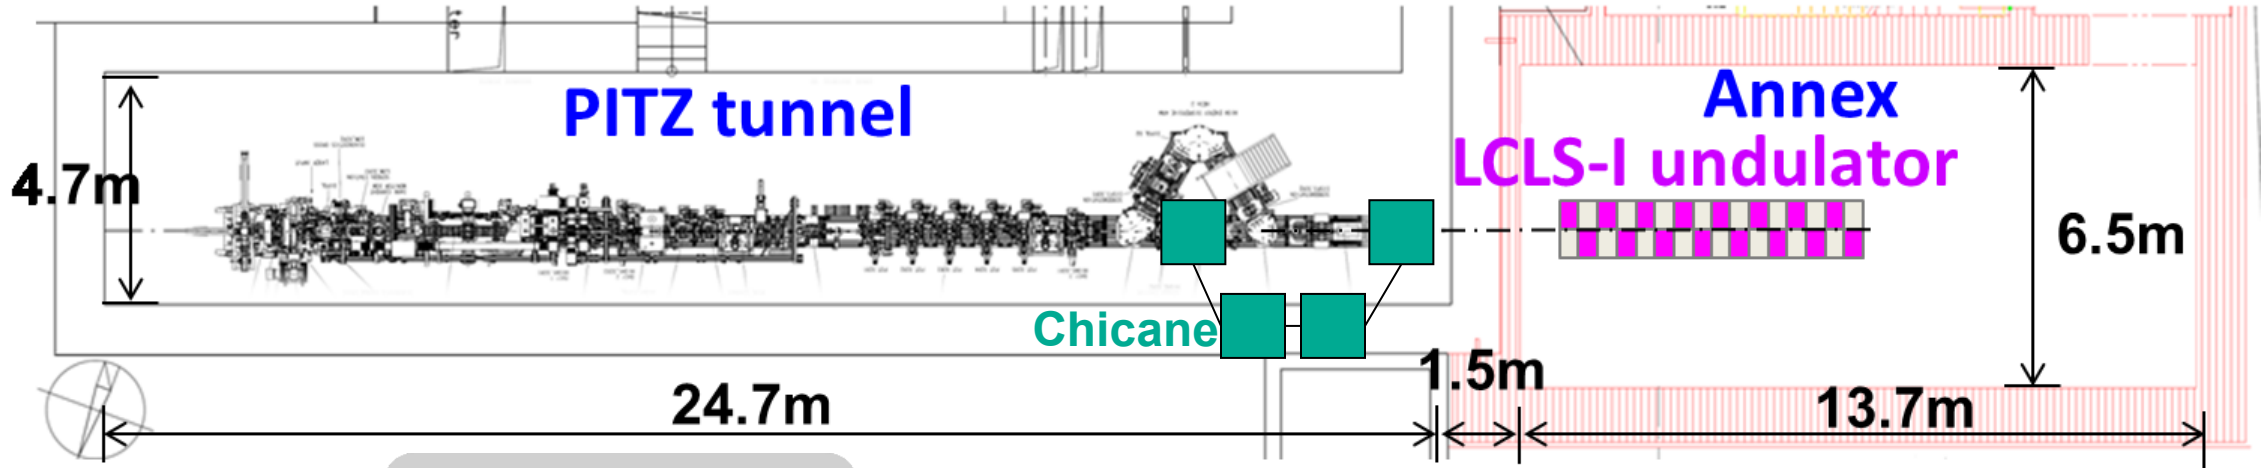 PITZ tunnel
Annex
LCLS-I undulator
4.7m
6.5m
Chicane
1.5m
24.7m
13.7m